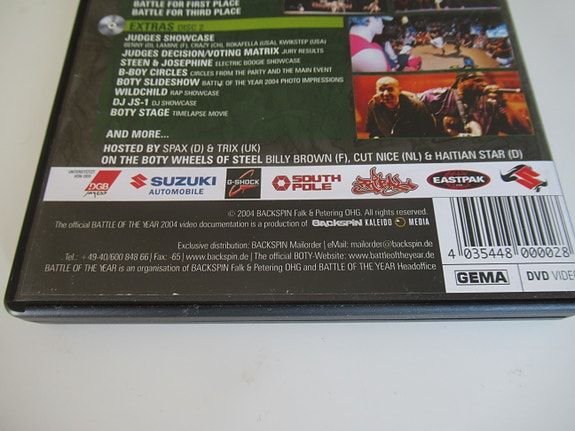 BATTLE FOR FIRST PLACE
BATTLE FOR THIRD PLACE
EXTRAS DISC 2
JUDGES SHOWCASE
BENNY (D), LAMINE (F), CRAZY (CH), ROKAFELLA (USA), KWIKSTEP (USA)
JUDGES DECISION/VOTING MATRIX JURY RESULTS
STEEN & JOSEPHINE ELECTRIC BOOGIE SHOWCASE
B-BOY CIRCLES CIRCLES FROM THE PARTY AND THE MAIN EVENT
BOTY SLIDESHOW BATTLE OF THE YEAR 2004 PHOTO IMPRESSIONS
WILDCHILD RAP SHOWCASE
DJ JS-1 DJ SHOWCASE
BOTY STAGE TIMELAPSE MOVIE
AND MORE...
HOSTED BY SPAX (D) & TRIX (UK)
ON THE BOTY WHEELS OF STEEL BILLY BROWN (F), CUT NICE (NL) & HAITIAN STAR (D)
DGB
SUZUKI
AUTOMOBILE
G-SHOCK
SOUTH
POLE
EASTPAK
© 2004 BACKSPIN Falk & Petering OHG. All rights reserved.
The official BATTLE OF THE YEAR 2004 video documentation is a production of BackSpin KALEIDO MEDIA
Exclusive distribution: BACKSPIN Mailorder | eMail: mailorder@backspin.de
Tel.: +49-40/600 848 66 | Fax: -65 | www.backspin.de | The official BOTY-Website: www.battleoftheyear.de
BATTLE OF THE YEAR is an organisation of BACKSPIN Falk & Petering OHG and BATTLE OF THE YEAR Headoffice
4 035448 000028
GEMA
DVD VIDE